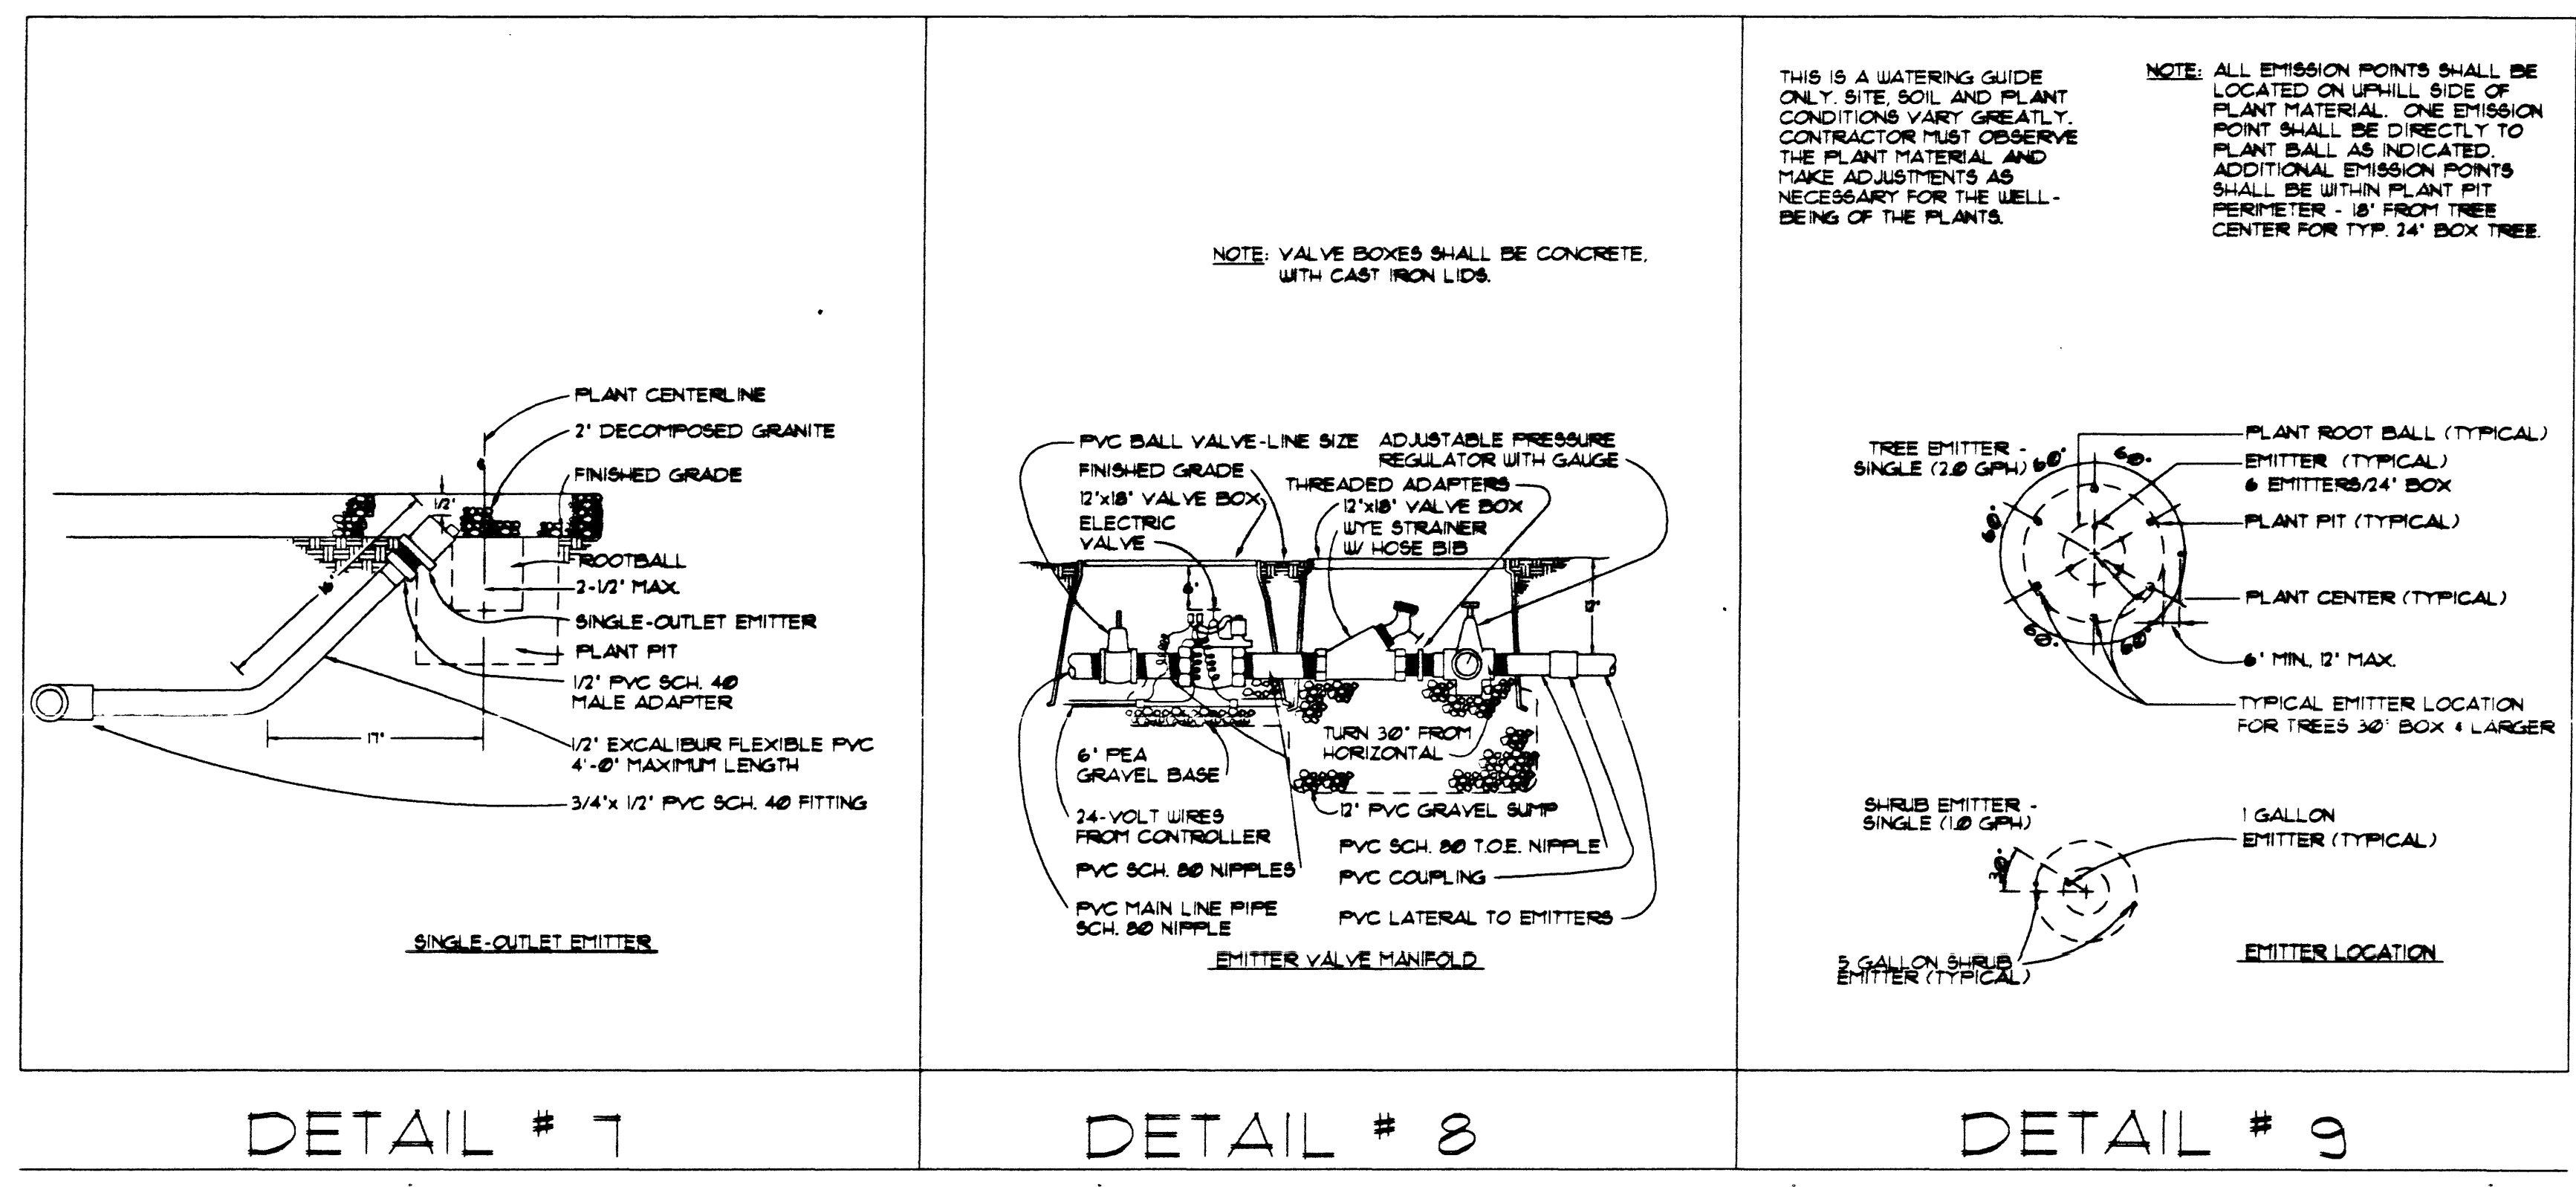 PLANT CENTERLINE
2" DECOMPOSED GRANITE
FINISHED GRADE
1/2"
ROOTBALL
2-1/2" MAX.
SINGLE-OUTLET EMITTER
PLANT PIT
1/2" PVC SCH. 40
MALE ADAPTER
17"
1/2" EXCALIBUR FLEXIBLE PVC
4'-0" MAXIMUM LENGTH
3/4"x 1/2" PVC SCH. 40 FITTING
SINGLE-OUTLET EMITTER
DETAIL # 7
NOTE: VALVE BOXES SHALL BE CONCRETE,
WITH CAST IRON LIDS.
PVC BALL VALVE-LINE SIZE
FINISHED GRADE
12"x18" VALVE BOX
ELECTRIC
VALVE
ADJUSTABLE PRESSURE
REGULATOR WITH GAUGE
THREADED ADAPTERS
12"x18" VALVE BOX
WYE STRAINER
W/ HOSE BIB
6"
12"
TURN 30° FROM
HORIZONTAL
6" PEA
GRAVEL BASE
12" PVC GRAVEL SUMP
24-VOLT WIRES
FROM CONTROLLER
PVC SCH. 80 NIPPLES
PVC MAIN LINE PIPE
SCH. 80 NIPPLE
PVC SCH. 80 T.O.E. NIPPLE
PVC COUPLING
PVC LATERAL TO EMITTERS
EMITTER VALVE MANIFOLD
DETAIL # 8
THIS IS A WATERING GUIDE
ONLY. SITE, SOIL AND PLANT
CONDITIONS VARY GREATLY.
CONTRACTOR MUST OBSERVE
THE PLANT MATERIAL AND
MAKE ADJUSTMENTS AS
NECESSARY FOR THE WELL-
BEING OF THE PLANTS.
NOTE: ALL EMISSION POINTS SHALL BE
LOCATED ON UPHILL SIDE OF
PLANT MATERIAL. ONE EMISSION
POINT SHALL BE DIRECTLY TO
PLANT BALL AS INDICATED.
ADDITIONAL EMISSION POINTS
SHALL BE WITHIN PLANT PIT
PERIMETER - 18" FROM TREE
CENTER FOR TYP. 24" BOX TREE.
TREE EMITTER -
SINGLE (2.0 GPH)
60°
60°
60°
60°
60°
PLANT ROOT BALL (TYPICAL)
EMITTER (TYPICAL)
6 EMITTERS/24" BOX
PLANT PIT (TYPICAL)
PLANT CENTER (TYPICAL)
6" MIN., 12" MAX.
TYPICAL EMITTER LOCATION
FOR TREES 30" BOX & LARGER
SHRUB EMITTER -
SINGLE (1.0 GPH)
30°
1 GALLON
EMITTER (TYPICAL)
5 GALLON SHRUB
EMITTER (TYPICAL)
EMITTER LOCATION
DETAIL # 9